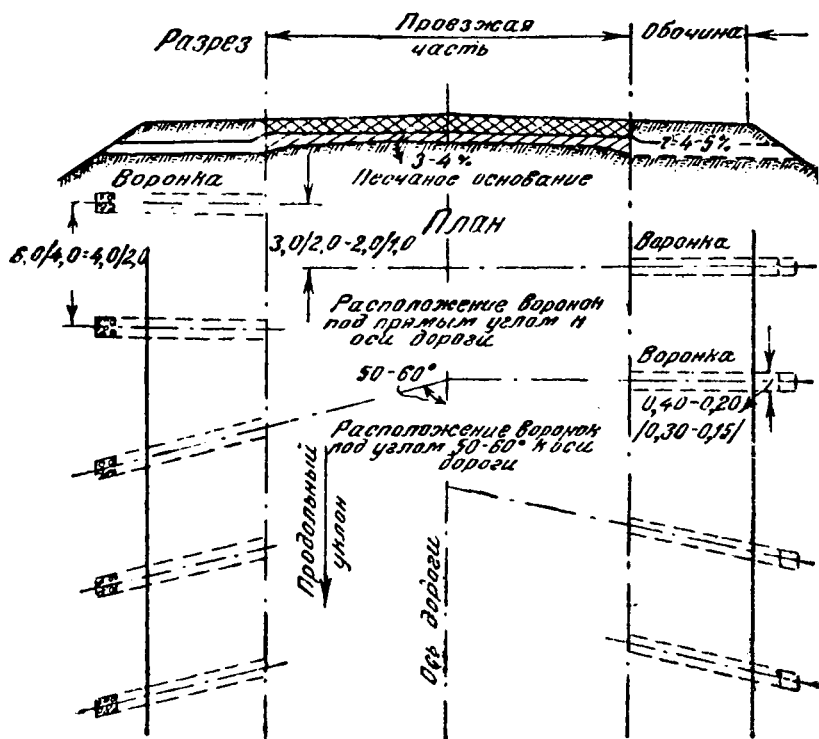 Разрез
Проезжая
часть
Обочина
3-4%
2-4-5%
Воронка
Песчаное основание
План
6,0/4,0-4,0/2,0
3,0/2,0-2,0/1,0
Воронка
Расположение воронок
под прямым углом к
оси дороги
Воронка
50-60°
0,40-0,20
/0,30-0,15/
Расположение воронок
под углом 50-60° к оси
дороги
Продольный
уклон
Ось дороги